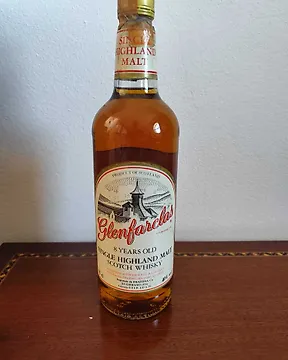 SINGLE
HIGHLAND
MALT
PRODUCT OF SCOTLAND
Glenfarclas
8 YEARS OLD
SINGLE HIGHLAND MALT
SCOTCH WHISKY